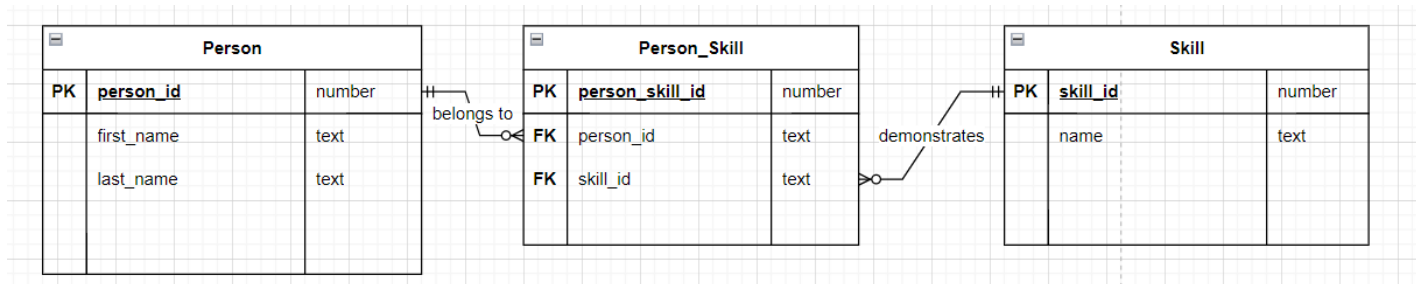 Person
PK person_id number
first_name text
last_name text
belongs to
Person_Skill
PK person_skill_id number
FK person_id text
FK skill_id text
demonstrates
Skill
PK skill_id number
name text